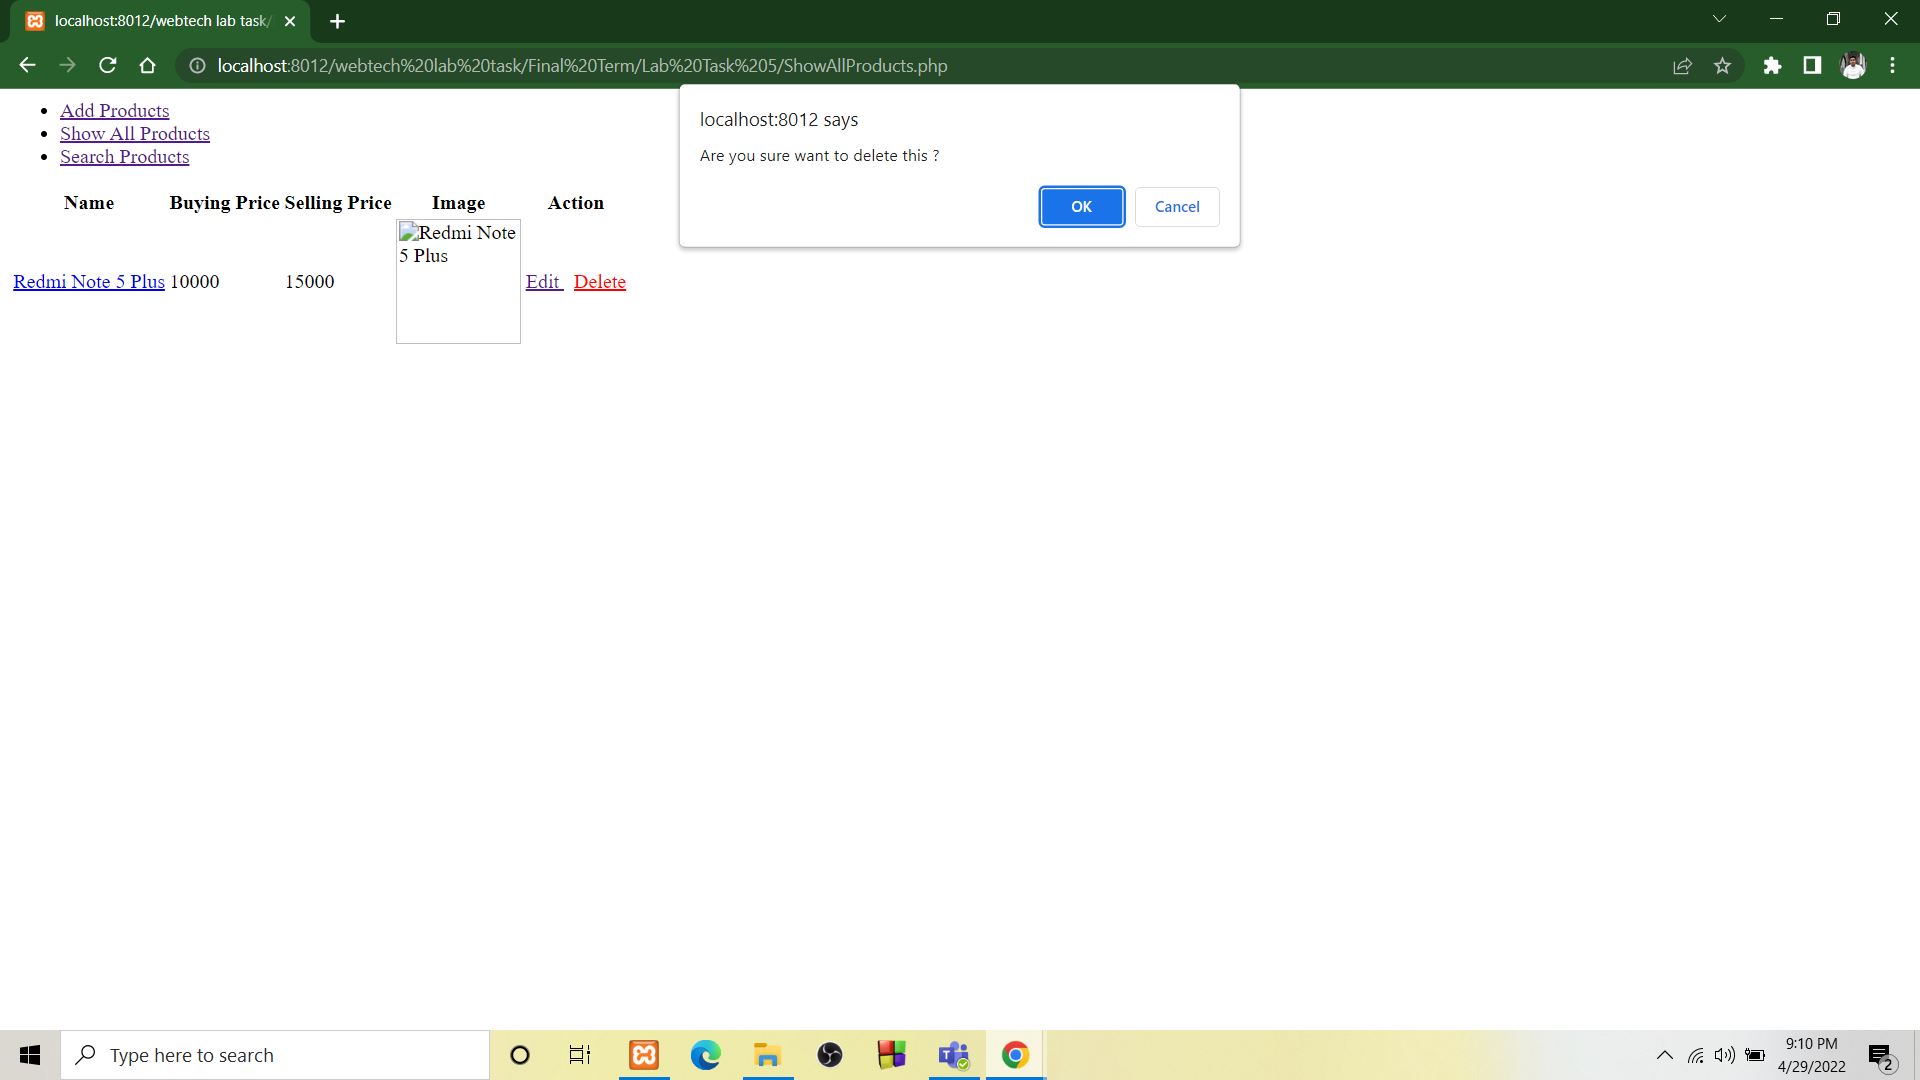 localhost:8012/webtech lab task/
localhost:8012/webtech%20lab%20task/Final%20Term/Lab%20Task%205/ShowAllProducts.php
Add Products
Show All Products
Search Products
localhost:8012 says
Are you sure want to delete this ?
OK Cancel
Name Buying Price Selling Price Image Action
Redmi Note 5 Plus 10000 15000 Redmi Note
5 Plus
Edit Delete
Type here to search
9:10 PM
4/29/2022
2